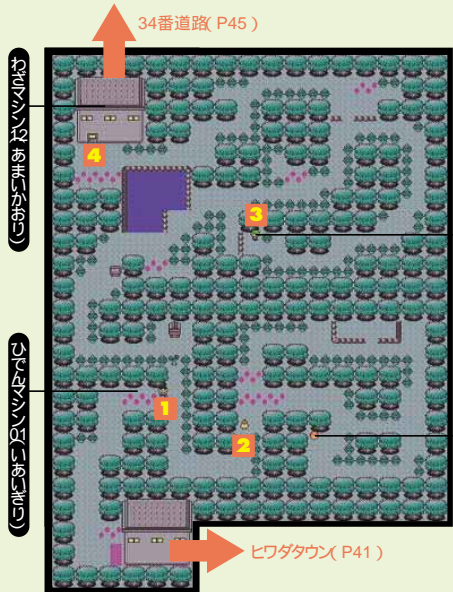 34番道路( P45 )
わざマシン12( あまいかおり)
4
3
ひでんマシン01( いあいぎり)
1
2
ヒワダタウン( P41 )